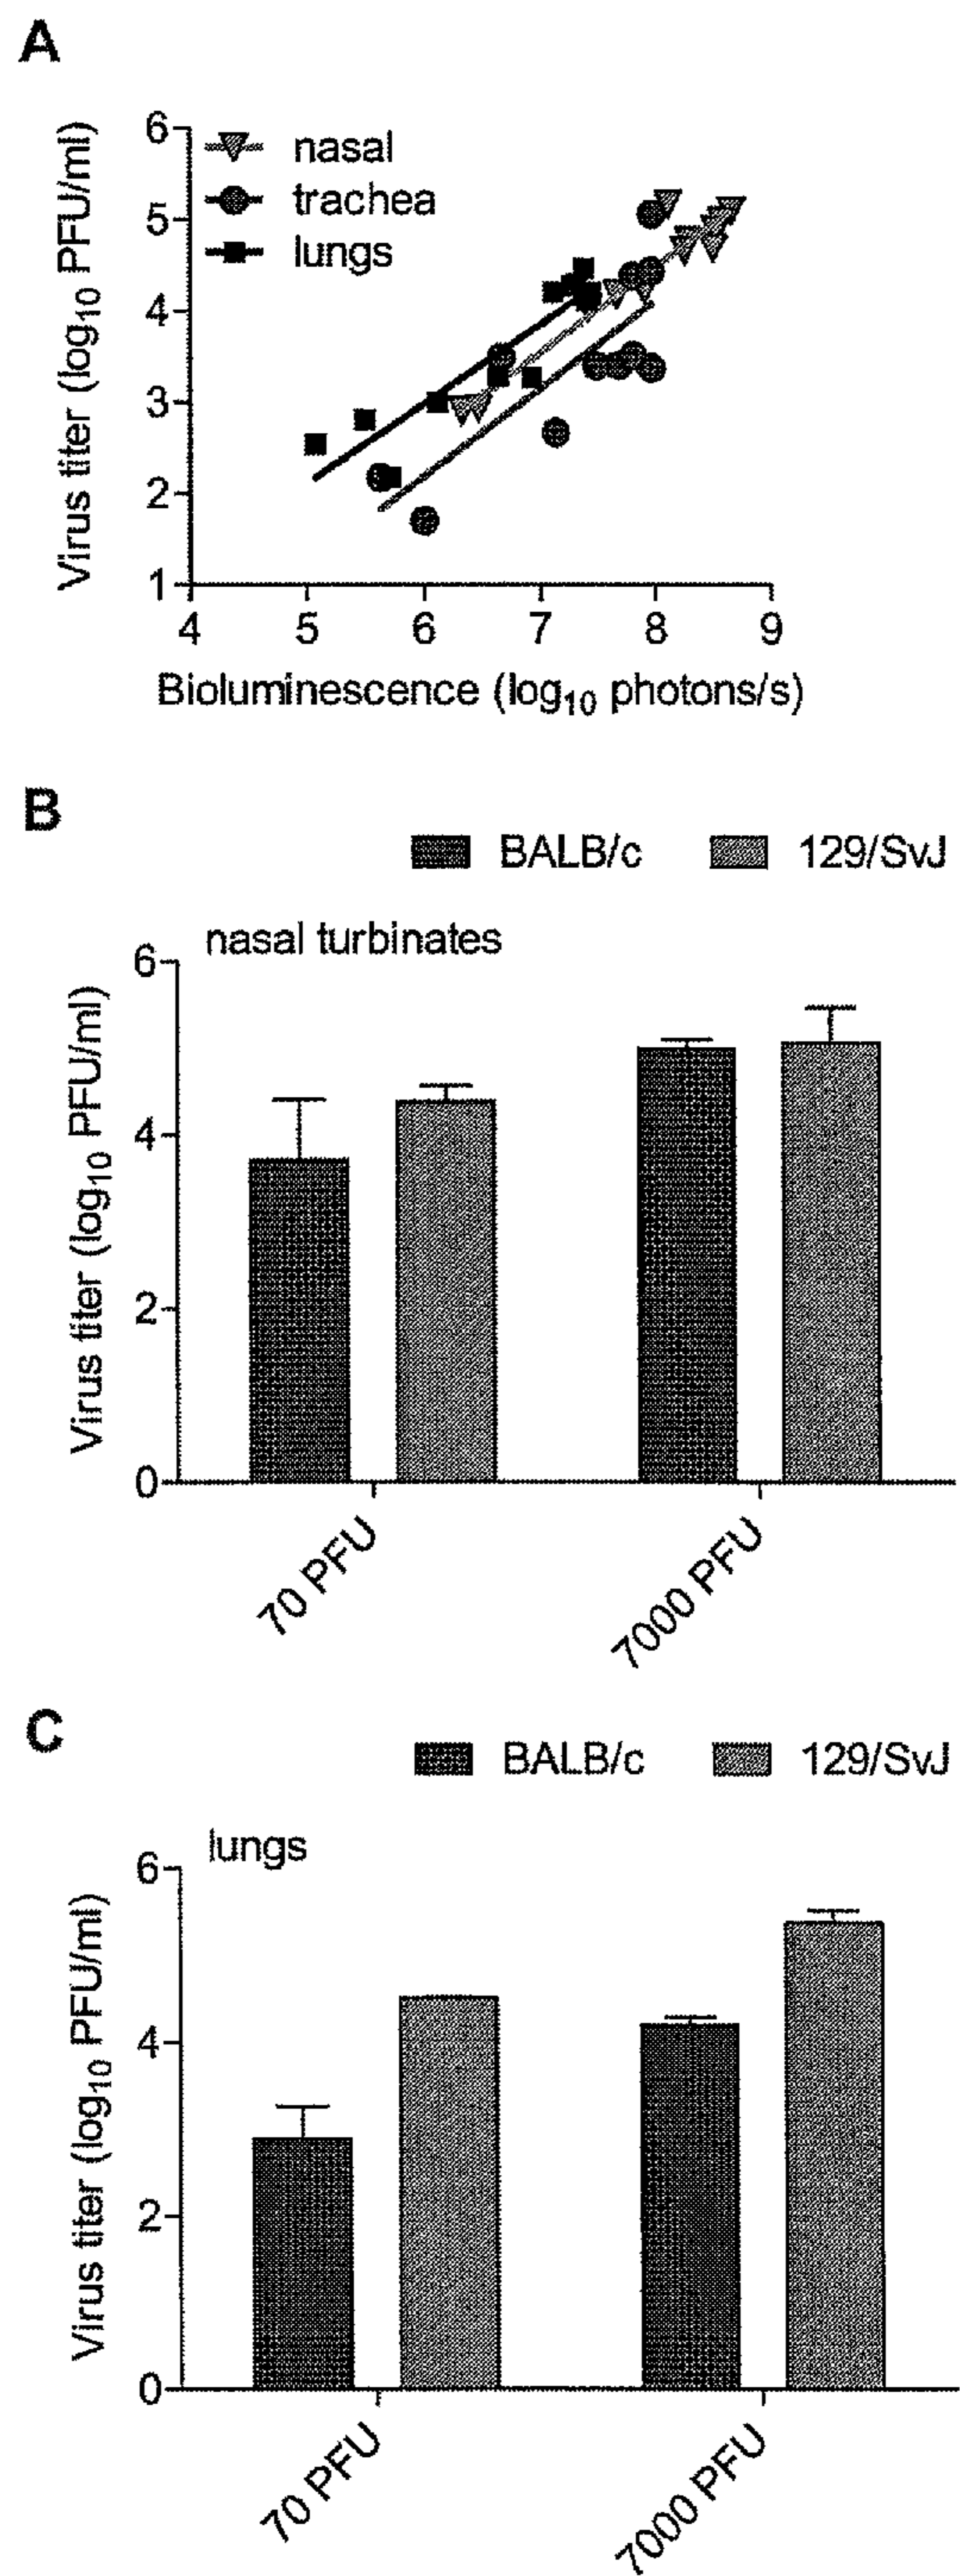 A
Virus titer (log10 PFU/ml)
6
5
4
3
2
1
nasal
trachea
lungs
4 5 6 7 8 9
Bioluminescence (log10 photons/s)
B
BALB/c 129/SvJ
nasal turbinates
Virus titer (log10 PFU/ml)
6
4
2
0
70 PFU 7000 PFU
C
BALB/c 129/SvJ
lungs
Virus titer (log10 PFU/ml)
6
4
2
0
70 PFU 7000 PFU